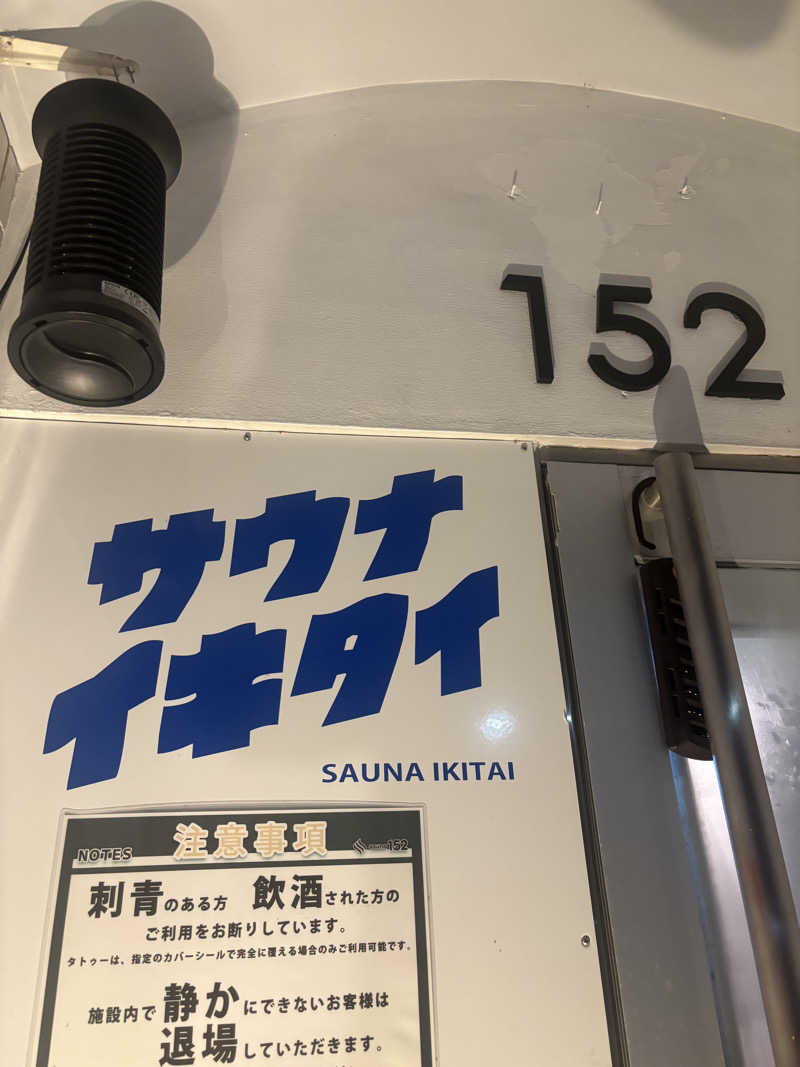 152
サウナ
イキタイ
SAUNA IKITAI
NOTES 注意事項 152
刺青のある方 飲酒された方の
ご利用をお断りしています。
タトゥーは、指定のカバーシールで完全に覆える場合のみご利用可能です。
施設内で静かにできないお客様は
退場していただきます。